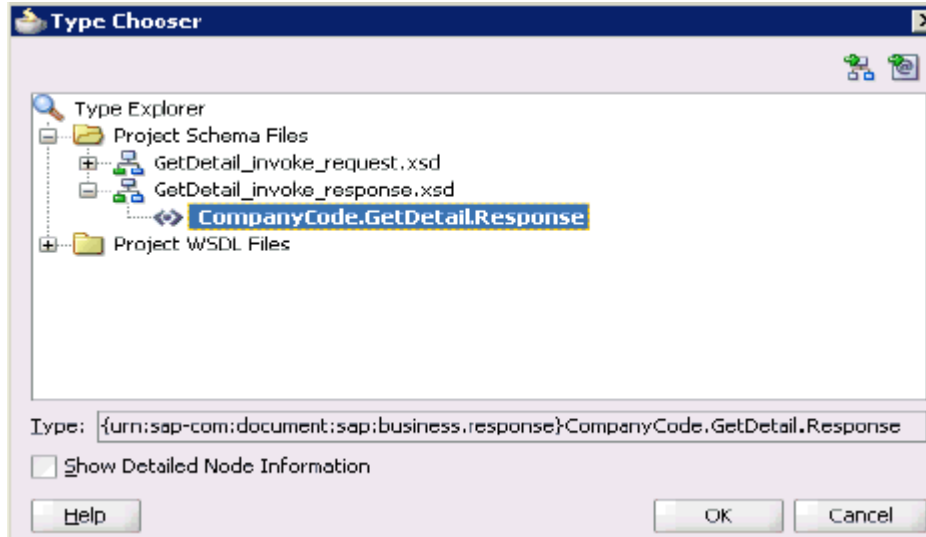 Type Chooser
Type Explorer
Project Schema Files
GetDetail_invoke_request.xsd
GetDetail_invoke_response.xsd
CompanyCode.GetDetail.Response
Project WSDL Files
Type: {urn:sap-com:document:sap:business.response}CompanyCode.GetDetail.Response
Show Detailed Node Information
Help OK Cancel